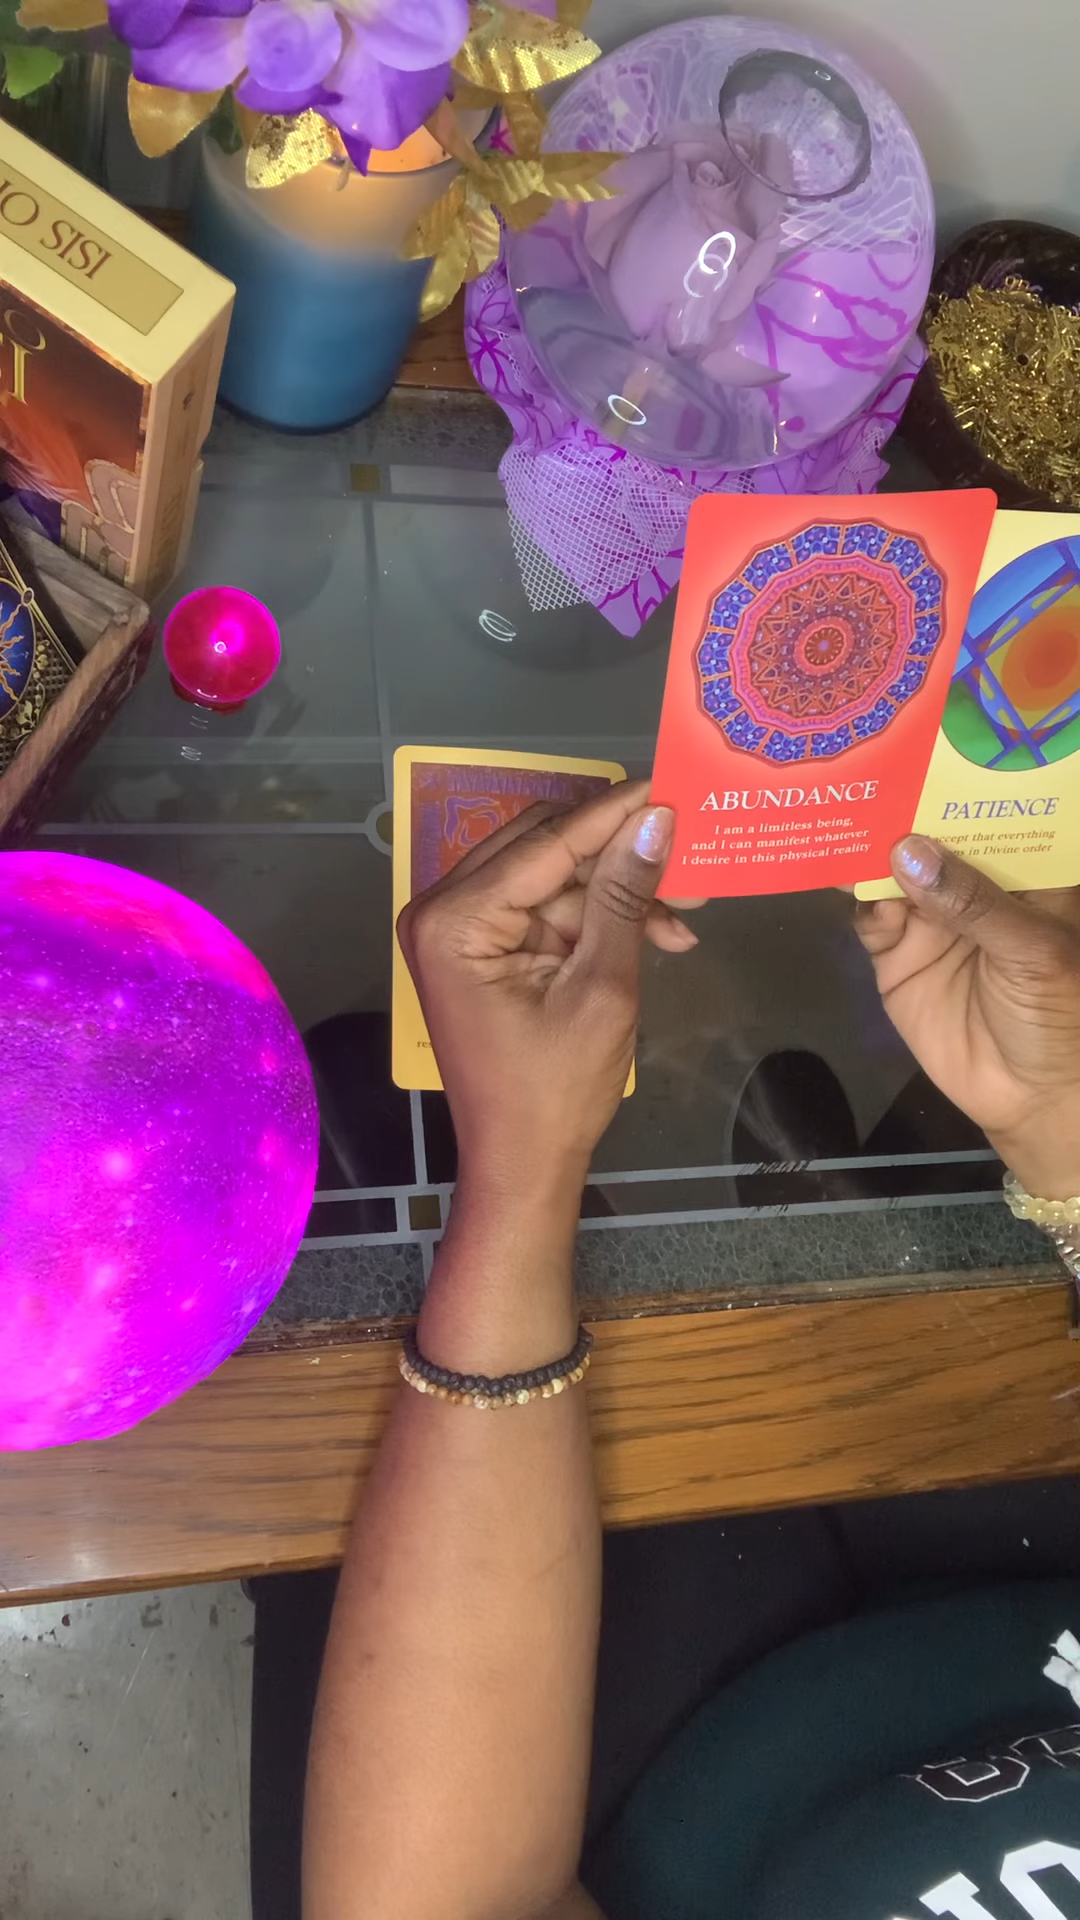 SISI
ABUNDANCE
I am a limitless being,
and I can manifest whatever
I desire in this physical reality
PATIENCE
accept that everything
in Divine order